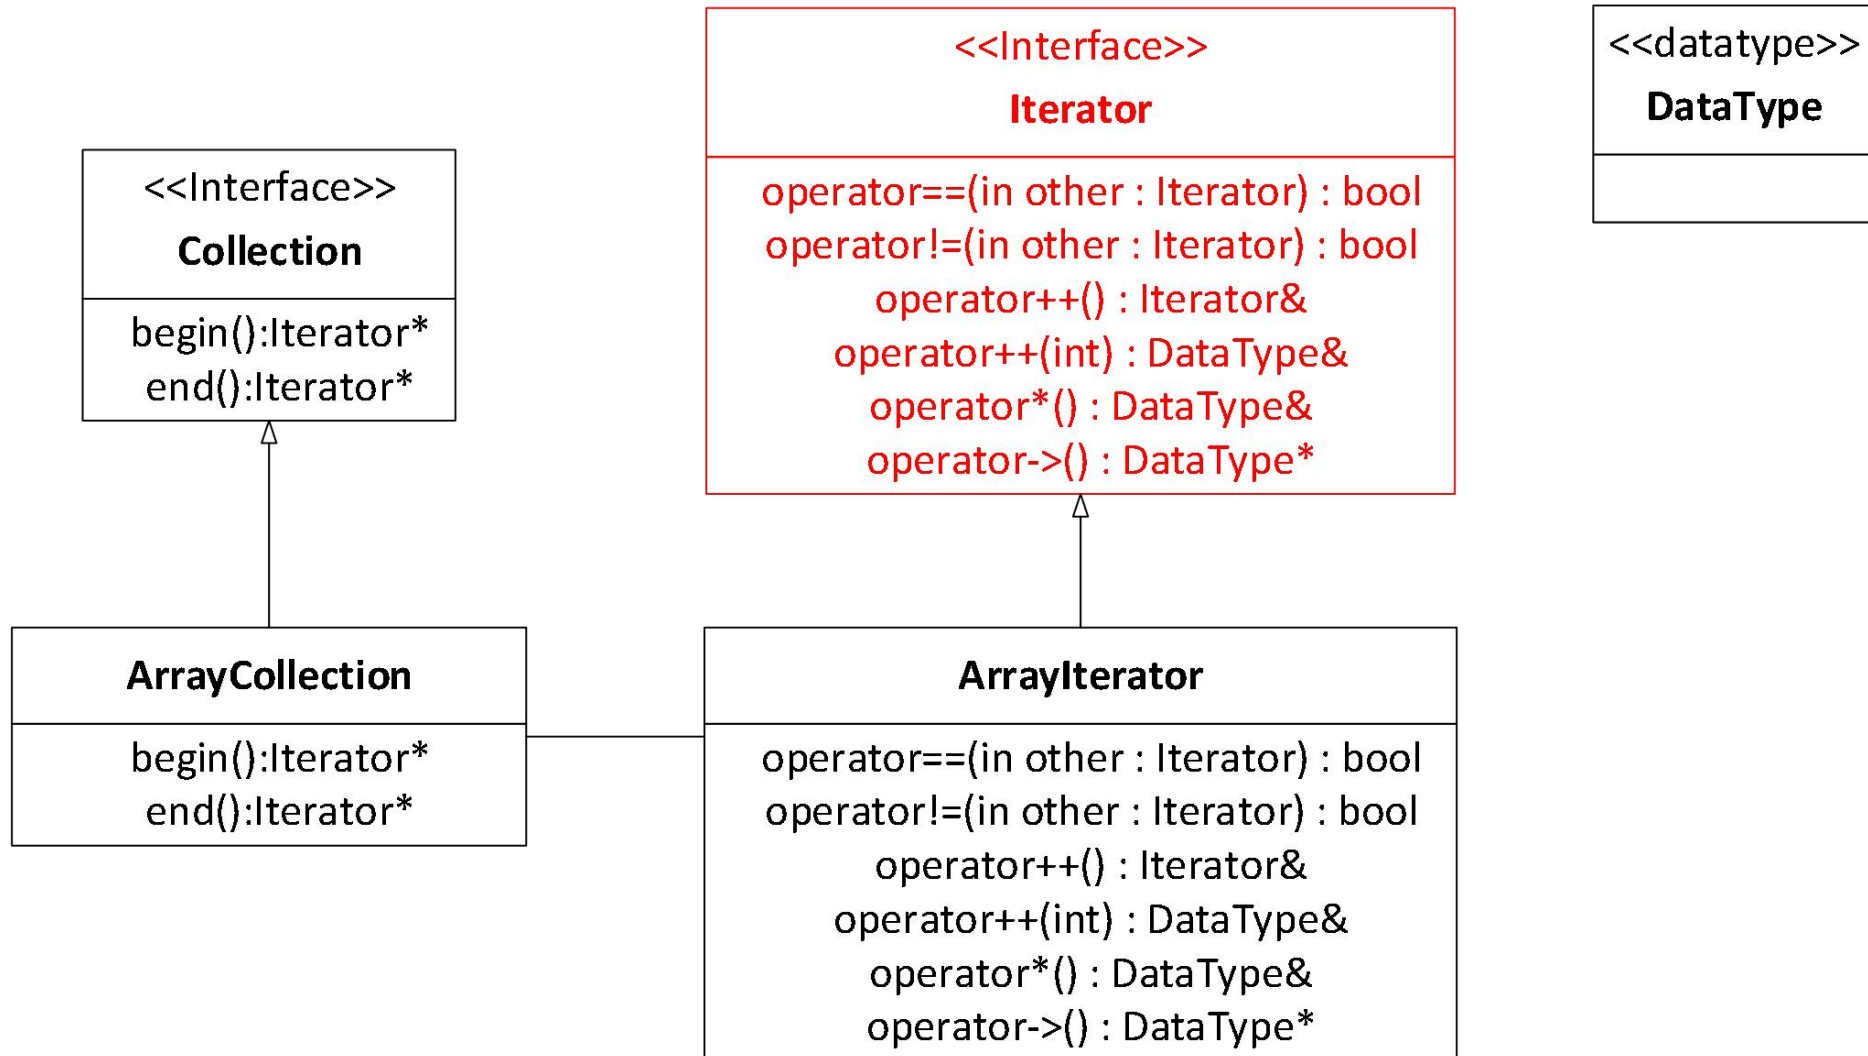 <<Interface>>
Iterator
operator==(in other : Iterator) : bool
operator!=(in other : Iterator) : bool
operator++() : Iterator&
operator++(int) : DataType&
operator*() : DataType&
operator->() : DataType*
<<datatype>>
DataType
<<Interface>>
Collection
begin():Iterator*
end():Iterator*
ArrayCollection
begin():Iterator*
end():Iterator*
ArrayIterator
operator==(in other : Iterator) : bool
operator!=(in other : Iterator) : bool
operator++() : Iterator&
operator++(int) : DataType&
operator*() : DataType&
operator->() : DataType*